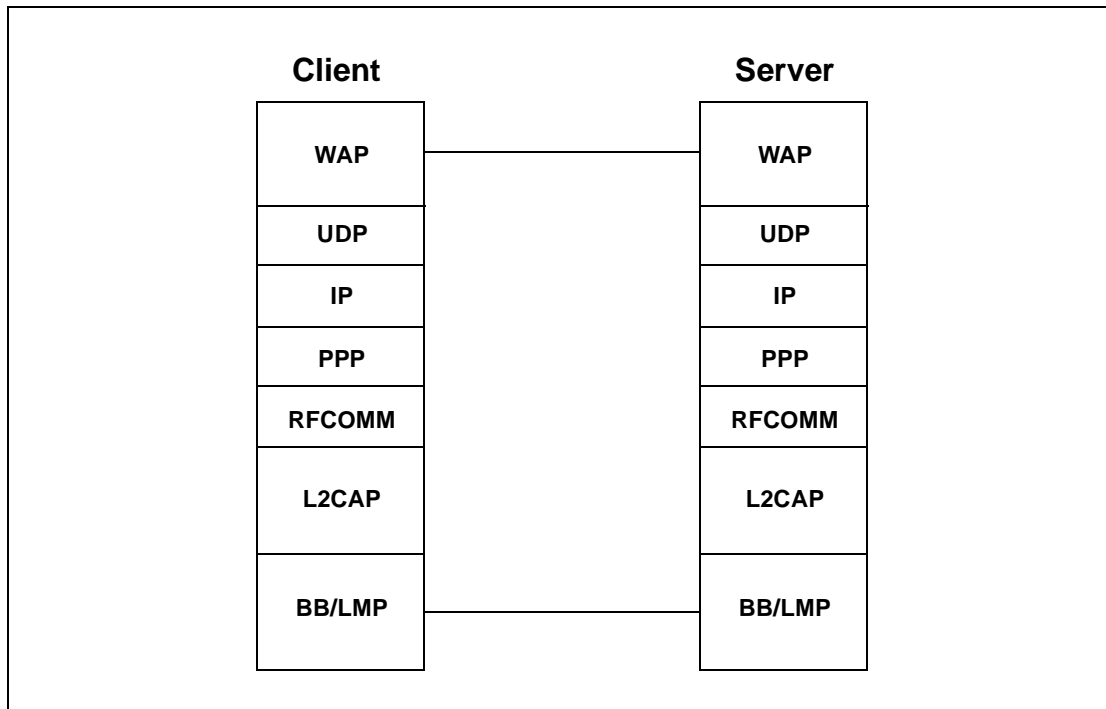 Client Server
WAP WAP
UDP UDP
IP IP
PPP PPP
RFCOMM RFCOMM
L2CAP L2CAP
BB/LMP BB/LMP